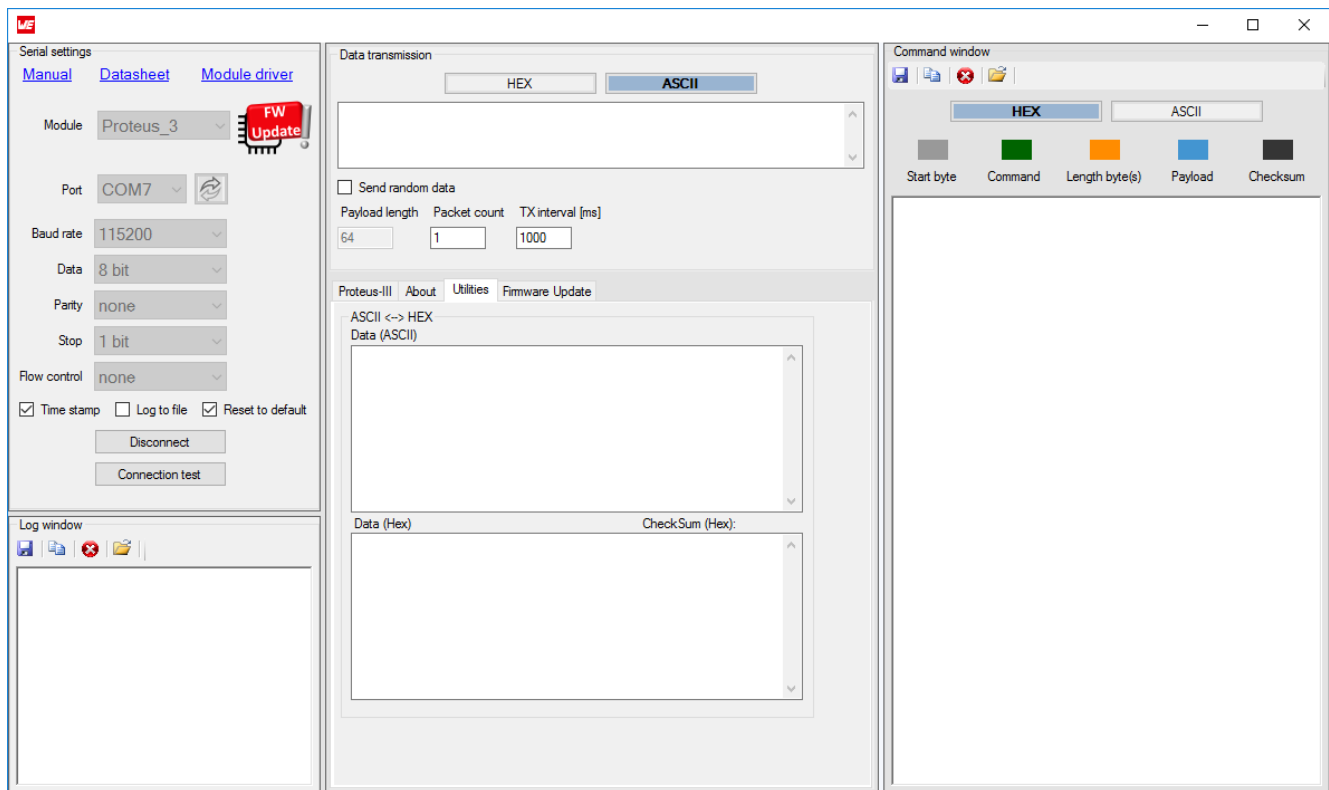 WE
Serial settings
Manual Datasheet Module driver
Module Proteus_3
FW
Update
Port COM7
Baud rate 115200
Data 8 bit
Parity none
Stop 1 bit
Flow control none
Time stamp Log to file Reset to default
Disconnect
Connection test
Log window
Data transmission
HEX ASCII
Send random data
Payload length Packet count TX interval [ms]
64 1 1000
Proteus-III About Utilities Firmware Update
ASCII <--> HEX
Data (ASCII)
Data (Hex) CheckSum (Hex):
Command window
HEX ASCII
Start byte Command Length byte(s) Payload Checksum